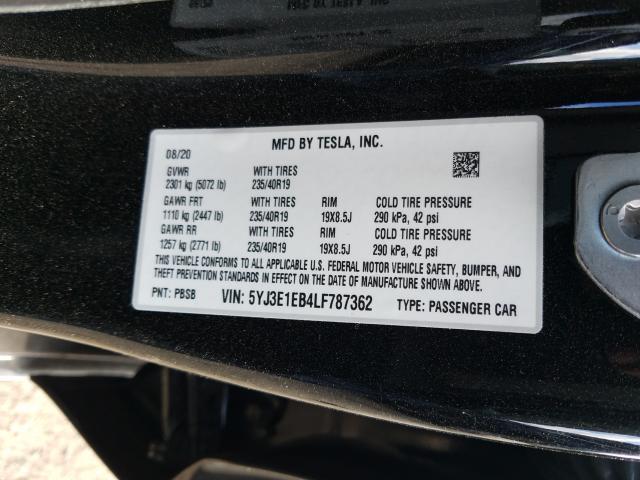 MFD BY TESLA, INC.
08/20
GVWR WITH TIRES
2301 kg (5072 lb) 235/40R19
GAWR FRT WITH TIRES RIM COLD TIRE PRESSURE
1110 kg (2447 lb) 235/40R19 19X8.5J 290 kPa, 42 psi
GAWR RR WITH TIRES RIM COLD TIRE PRESSURE
1257 kg (2771 lb) 235/40R19 19X8.5J 290 kPa, 42 psi
THIS VEHICLE CONFORMS TO ALL APPLICABLE U.S. FEDERAL MOTOR VEHICLE SAFETY, BUMPER, AND
THEFT PREVENTION STANDARDS IN EFFECT ON THE DATE OF MANUFACTURE SHOWN ABOVE.
PNT: PBSB VIN: 5YJ3E1EB4LF787362 TYPE: PASSENGER CAR